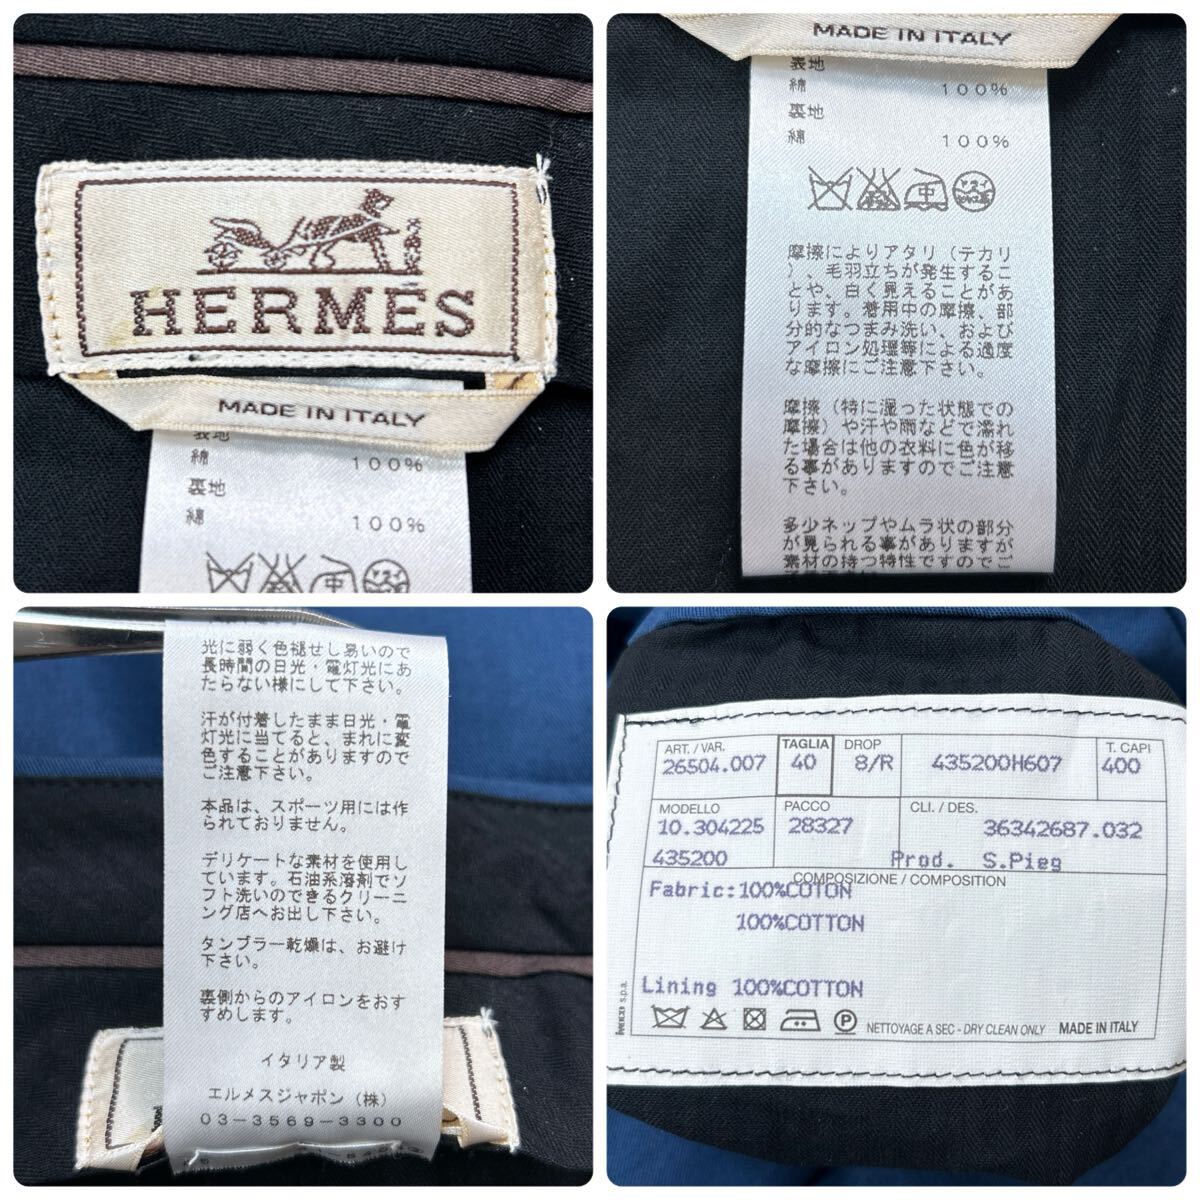 HERMES
MADE IN ITALY
表地
綿 100%
裏地
綿 100%
MADE IN ITALY
表地
綿 100%
裏地
綿 100%
摩擦によりアタリ（テカリ
）、毛羽立ちが発生するこ
とや、白く見えることがあ
ります。着用中の摩擦、部
分的なつまみ洗い、および
アイロン処理等による過度
な摩擦にご注意下さい。
摩擦（特に湿った状態での
摩擦）や汗や雨などで濡れ
た場合は他の衣料に色が移
る事がありますのでご注意
下さい。
多少ネップやムラ状の部分
が見られる事がありますが
素材の持つ特性ですのでご
光に弱く色褪せし易いので
長時間の日光・電灯光にあ
たらない様にして下さい。
汗が付着したまま日光・電
灯光に当てると、まれに変
色することがありますので
ご注意下さい。
本品は、スポーツ用には作
られておりません。
デリケートな素材を使用し
ています。石油系溶剤でソ
フト洗いのできるクリーニ
ング店へお出し下さい。
タンブラー乾燥は、お避け
下さい。
裏側からのアイロンをおす
すめします。
イタリア製
エルメスジャポン（株）
03-3569-3300
ART. / VAR. TAGLIA DROP T. CAPI
26504.007 40 8/R 435200H607 400
MODELLO PACCO CLI. / DES.
10.304225 28327 36342687.032
435200 Prod. S.Pieg
COMPOSIZIONE / COMPOSITION
Fabric:100%COTON
100%COTTON
Lining 100%COTTON
NETTOYAGE A SEC - DRY CLEAN ONLY MADE IN ITALY